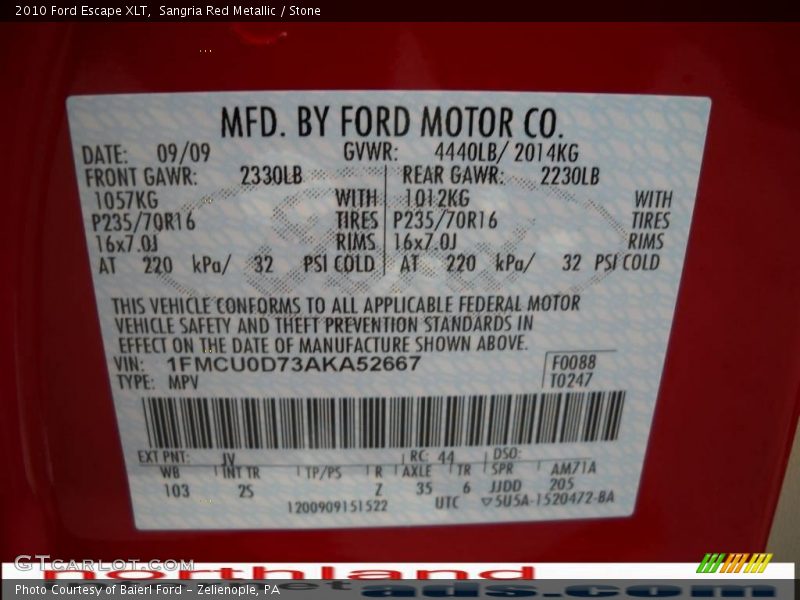 2010 Ford Escape XLT, Sangria Red Metallic / Stone
MFD. BY FORD MOTOR CO.
DATE: 09/09 GVWR: 4440LB/ 2014KG
FRONT GAWR: 2330LB REAR GAWR: 2230LB
1057KG WITH 1012KG WITH
P235/70R16 TIRES P235/70R16 TIRES
16x7.0J RIMS 16x7.0J RIMS
AT 220 kPa/ 32 PSI COLD AT 220 kPa/ 32 PSI COLD
THIS VEHICLE CONFORMS TO ALL APPLICABLE FEDERAL MOTOR
VEHICLE SAFETY AND THEFT PREVENTION STANDARDS IN
EFFECT ON THE DATE OF MANUFACTURE SHOWN ABOVE.
VIN: 1FMCU0D73AKA52667 F0088
TYPE: MPV T0247
EXT PNT: JV RC: 44 DSO:
WB INT TR TP/PS R AXLE TR SPR AM71A
103 2S Z 35 6 JJDD 205
1200909151522 UTC ▽5U5A-1520472-BA
GTCarLot.com
northland
ads.com
Photo Courtesy of Baierl Ford - Zelienople, PA